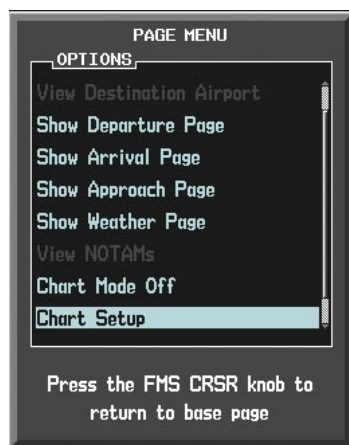 PAGE MENU
OPTIONS
View Destination Airport
Show Departure Page
Show Arrival Page
Show Approach Page
Show Weather Page
View NOTAMs
Chart Mode Off
Chart Setup
Press the FMS CRSR knob to
return to base page